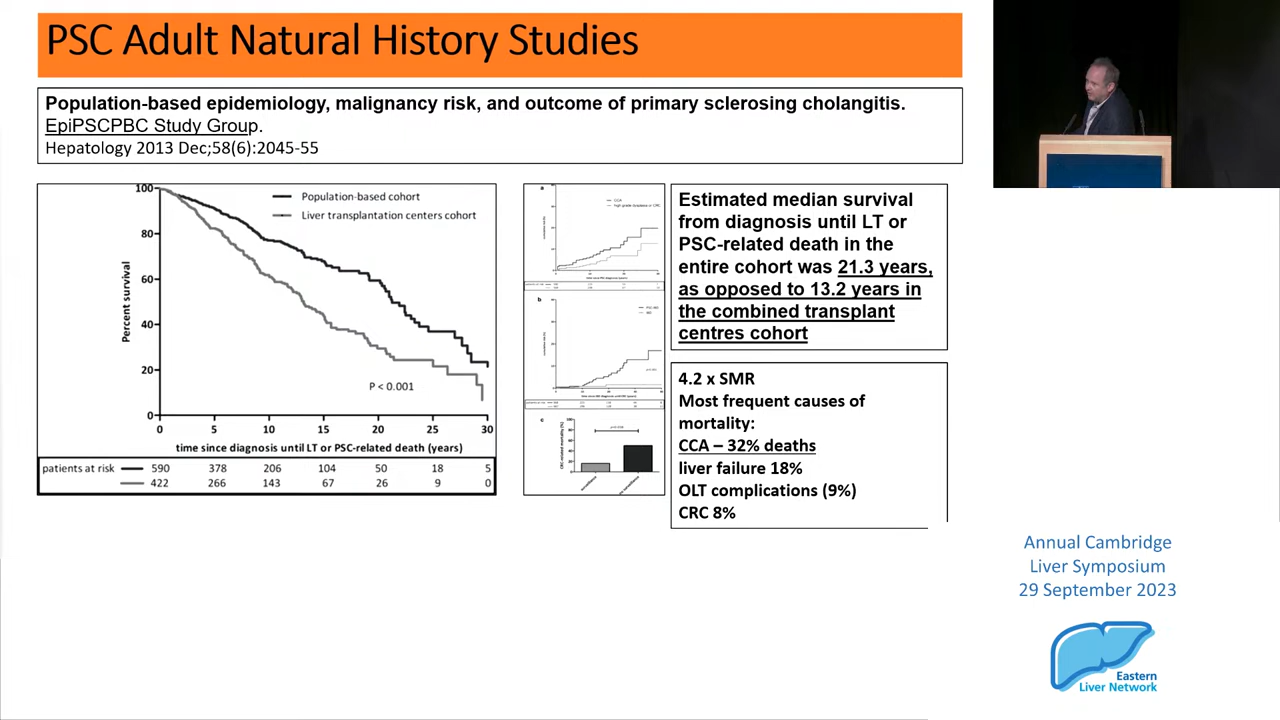 PSC Adult Natural History Studies
Population-based epidemiology, malignancy risk, and outcome of primary sclerosing cholangitis.
EpiPSCPBC Study Group.
Hepatology 2013 Dec;58(6):2045-55
100
80
60
40
20
0
Percent survival
Population-based cohort
Liver transplantation centers cohort
P < 0.001
0 5 10 15 20 25 30
time since diagnosis until LT or PSC-related death (years)
patients at risk 590 378 206 104 50 18 5
422 266 143 67 26 9 0
a
CCA
b
c
100
80
60
40
20
0
Estimated median survival
from diagnosis until LT or
PSC-related death in the
entire cohort was 21.3 years,
as opposed to 13.2 years in
the combined transplant
centres cohort
4.2 x SMR
Most frequent causes of
mortality:
CCA – 32% deaths
liver failure 18%
OLT complications (9%)
CRC 8%
Annual Cambridge
Liver Symposium
29 September 2023
Eastern
Liver Network